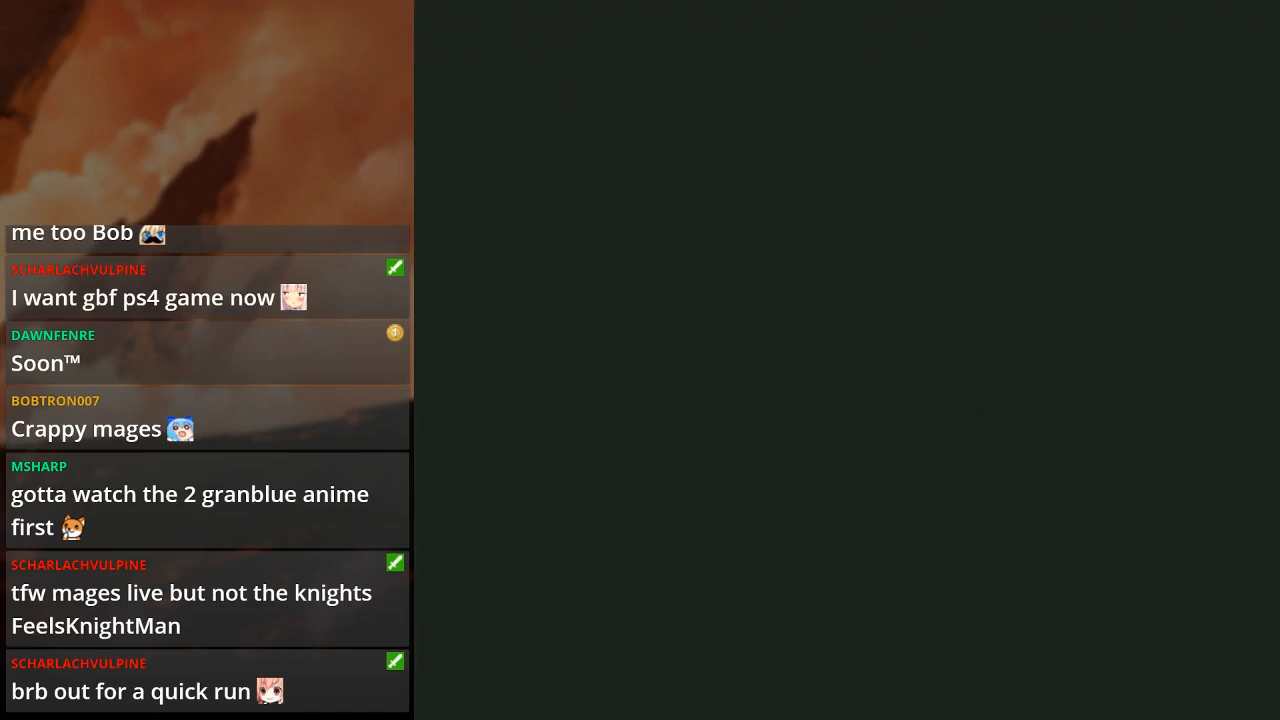 me too Bob
SCHARLACHVULPINE
I want gbf ps4 game now
DAWNFENRE
Soon™
BOBTRON007
Crappy mages
MSHARP
gotta watch the 2 granblue anime
first
SCHARLACHVULPINE
tfw mages live but not the knights
FeelsKnightMan
SCHARLACHVULPINE
brb out for a quick run